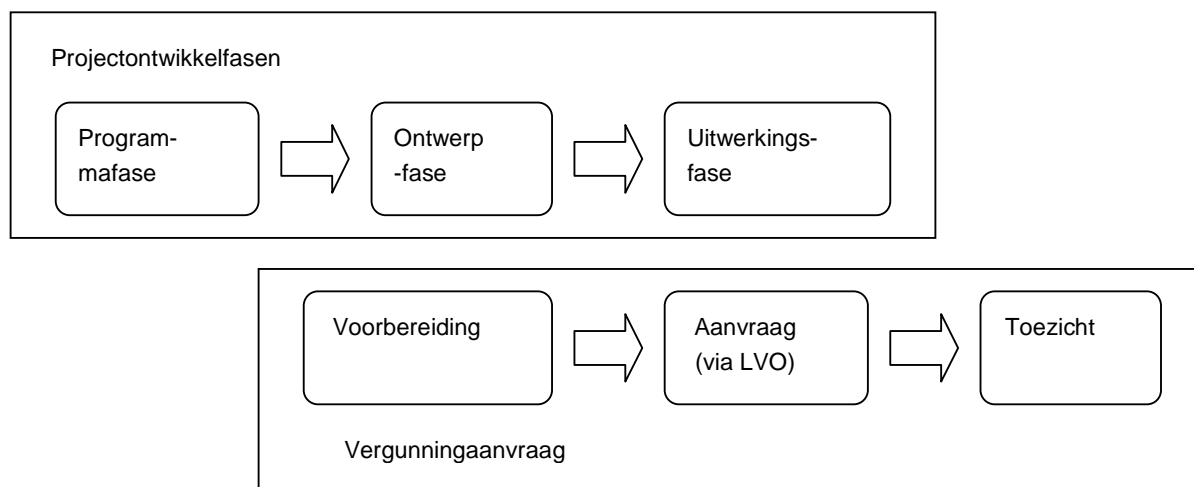 Projectontwikkelfasen
Program-
mafase
Ontwerp
-fase
Uitwerkings-
fase
Voorbereiding
Aanvraag
(via LVO)
Toezicht
Vergunningaanvraag